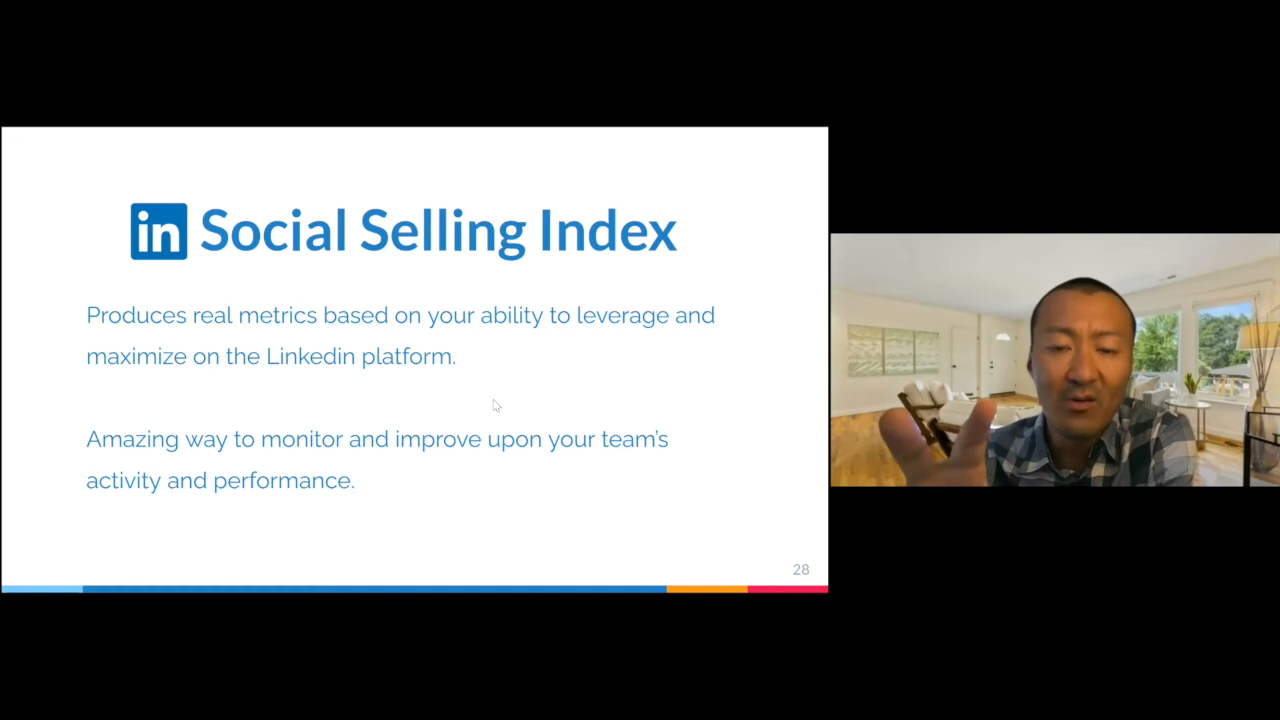 in Social Selling Index
Produces real metrics based on your ability to leverage and
maximize on the Linkedin platform.
Amazing way to monitor and improve upon your team's
activity and performance.
28